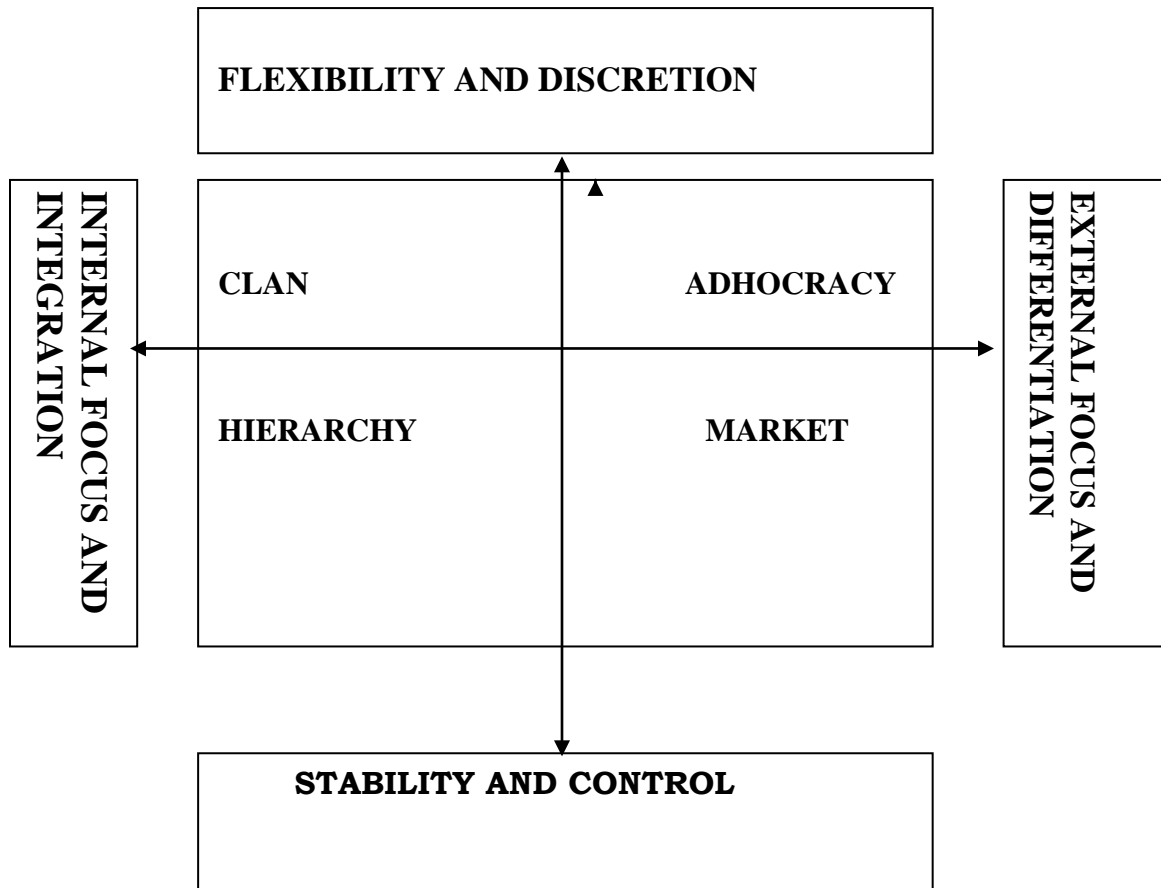 FLEXIBILITY AND DISCRETION
INTERNAL FOCUS AND
INTEGRATION
CLAN
ADHOCRACY
HIERARCHY
MARKET
EXTERNAL FOCUS AND
DIFFERENTIATION
STABILITY AND CONTROL